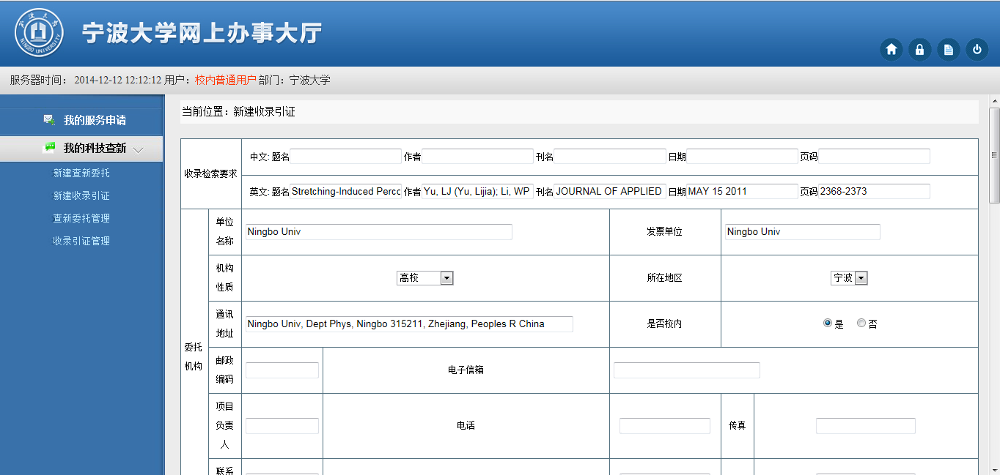 宁波大学网上办事大厅
NINGBO UNIVERSITY
服务器时间： 2014-12-12 12:12:12 用户：校内普通用户 部门：宁波大学
我的服务申请
我的科技查新
新建查新委托
新建收录引证
查新委托管理
收录引证管理
当前位置：新建收录引证
收录检索要求
中文: 题名 作者 刊名 日期 页码
英文: 题名 Stretching-Induced Perco 作者 Yu, LJ (Yu, Lijia); Li, WP 刊名 JOURNAL OF APPLIED 日期 MAY 15 2011 页码 2368-2373
委托
机构
单位
名称
Ningbo Univ
发票单位
Ningbo Univ
机构
性质
高校
所在地区
宁波
通讯
地址
Ningbo Univ, Dept Phys, Ningbo 315211, Zhejiang, Peoples R China
是否校内
是 否
邮政
编码
电子信箱
项目
负责
人
电话
传真
联系